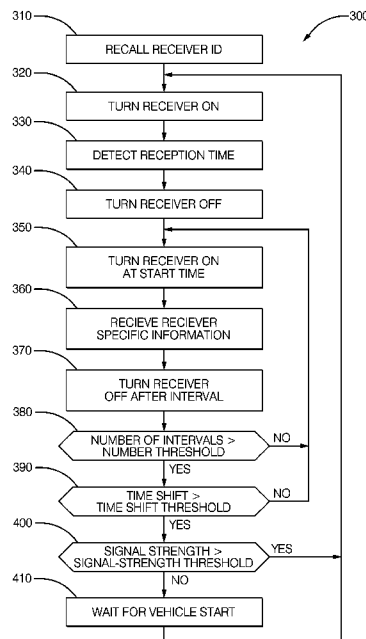 310
300
RECALL RECEIVER ID
320
TURN RECEIVER ON
330
DETECT RECEPTION TIME
340
TURN RECEIVER OFF
350
TURN RECEIVER ON
AT START TIME
360
RECIEVE RECIEVER
SPECIFIC INFORMATION
370
TURN RECEIVER
OFF AFTER INTERVAL
380
NUMBER OF INTERVALS >
NUMBER THRESHOLD
NO
YES
390
TIME SHIFT >
TIME SHIFT THRESHOLD
NO
YES
400
SIGNAL STRENGTH >
SIGNAL-STRENGTH THRESHOLD
YES
NO
410
WAIT FOR VEHICLE START